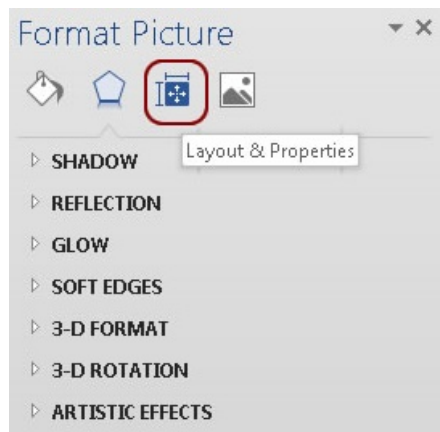 Format Picture
Layout & Properties
SHADOW
REFLECTION
GLOW
SOFT EDGES
3-D FORMAT
3-D ROTATION
ARTISTIC EFFECTS